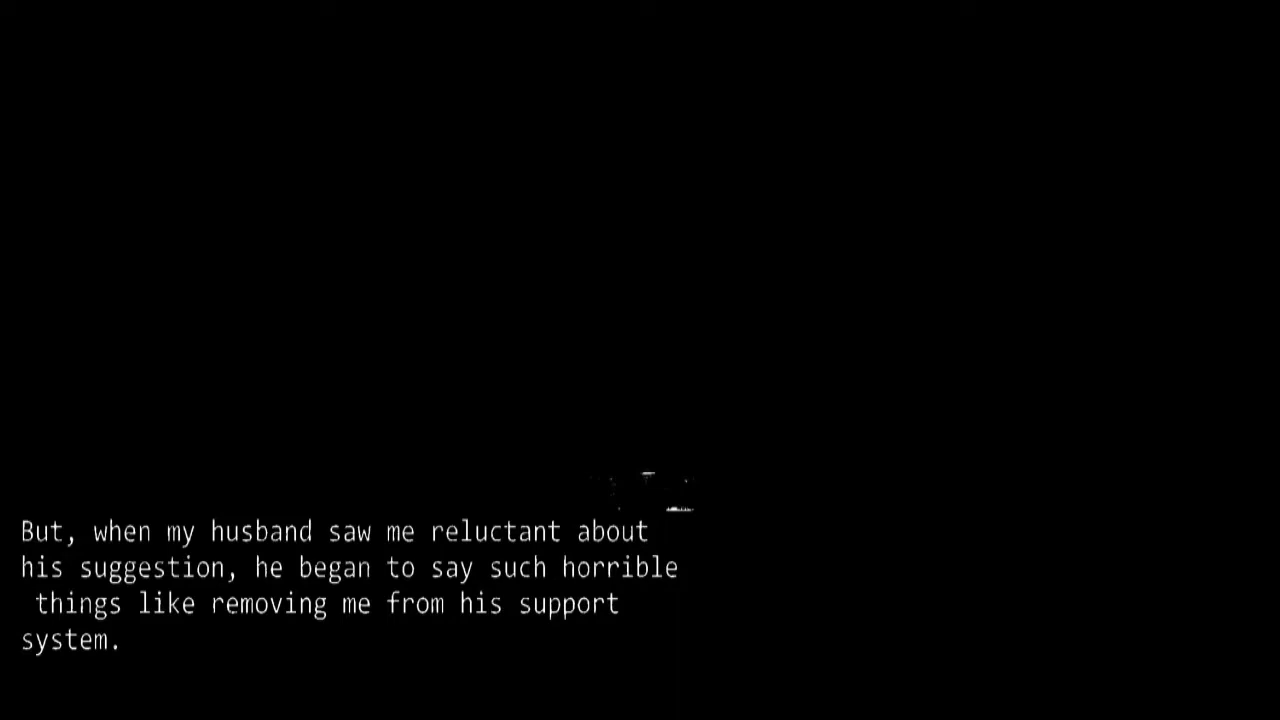 But, when my husband saw me reluctant about
his suggestion, he began to say such horrible
things like removing me from his support
system.